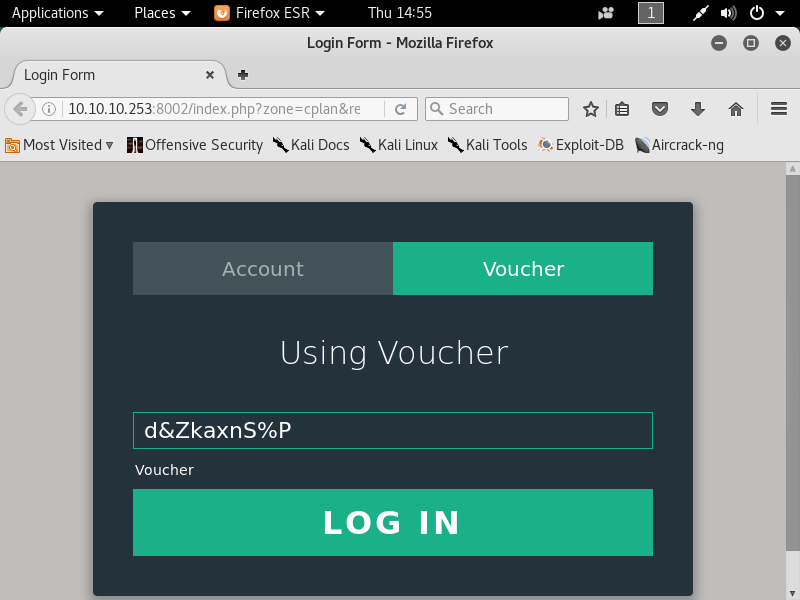 Applications Places Firefox ESR Thu 14:55 1
Login Form - Mozilla Firefox
Login Form
10.10.10.253:8002/index.php?zone=cplan&re Search
Most Visited Offensive Security Kali Docs Kali Linux Kali Tools Exploit-DB Aircrack-ng
Account Voucher
Using Voucher
d&ZkaxnS%P
Voucher
LOG IN